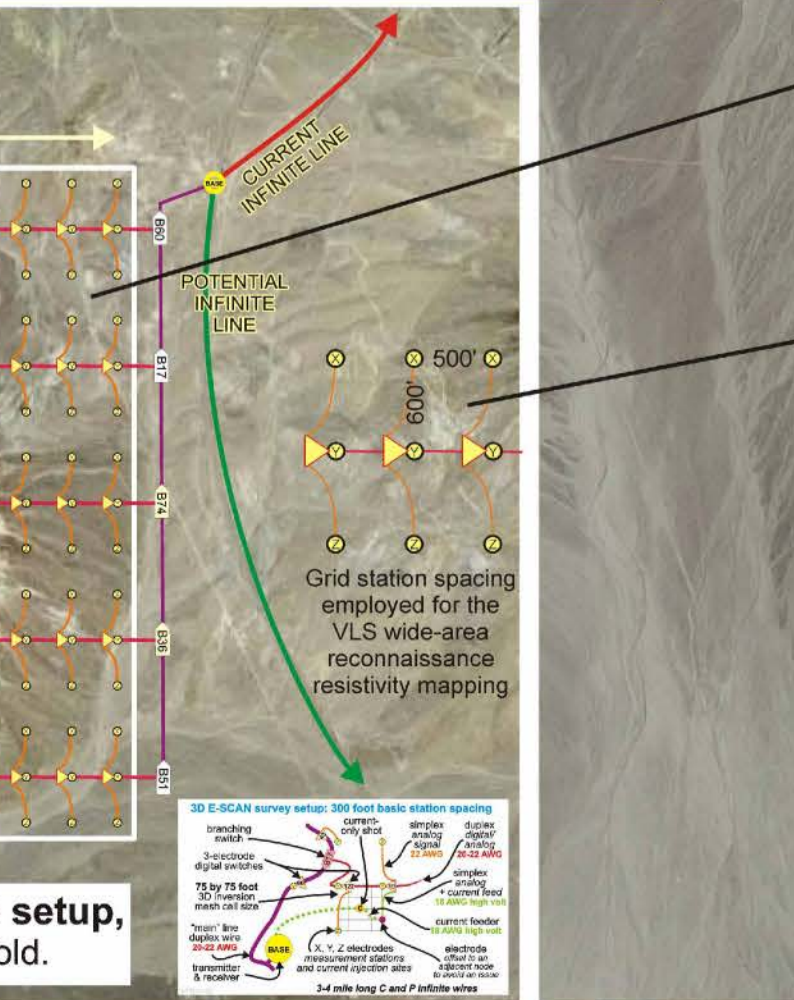 CURRENT
INFINITE LINE
BASE
B60
POTENTIAL
INFINITE
LINE
X
X
500'
X
600'
B17
Y
Y
Y
B74
Z
Z
Z
Grid station spacing
employed for the
VLS wide-area
reconnaissance
resistivity mapping
B36
B51
3D E-SCAN survey setup: 300 foot basic station spacing
branching
switch
current-
only shot
simplex
analog
signal
22 AWG
duplex
digital/
analog
20-22 AWG
3-electrode
digital switches
75 by 75 foot
3D inversion
mesh cell size
simplex
analog
+ current feed
18 AWG high volt
current feeder
18 AWG high volt
"main" line
duplex wire
20-22 AWG
BASE
transmitter
& receiver
X, Y, Z electrodes
measurement stations
and current injection sites
electrode
offset to an
adjacent node
to avoid an issue
3-4 mile long C and P infinite wires
setup,
old.